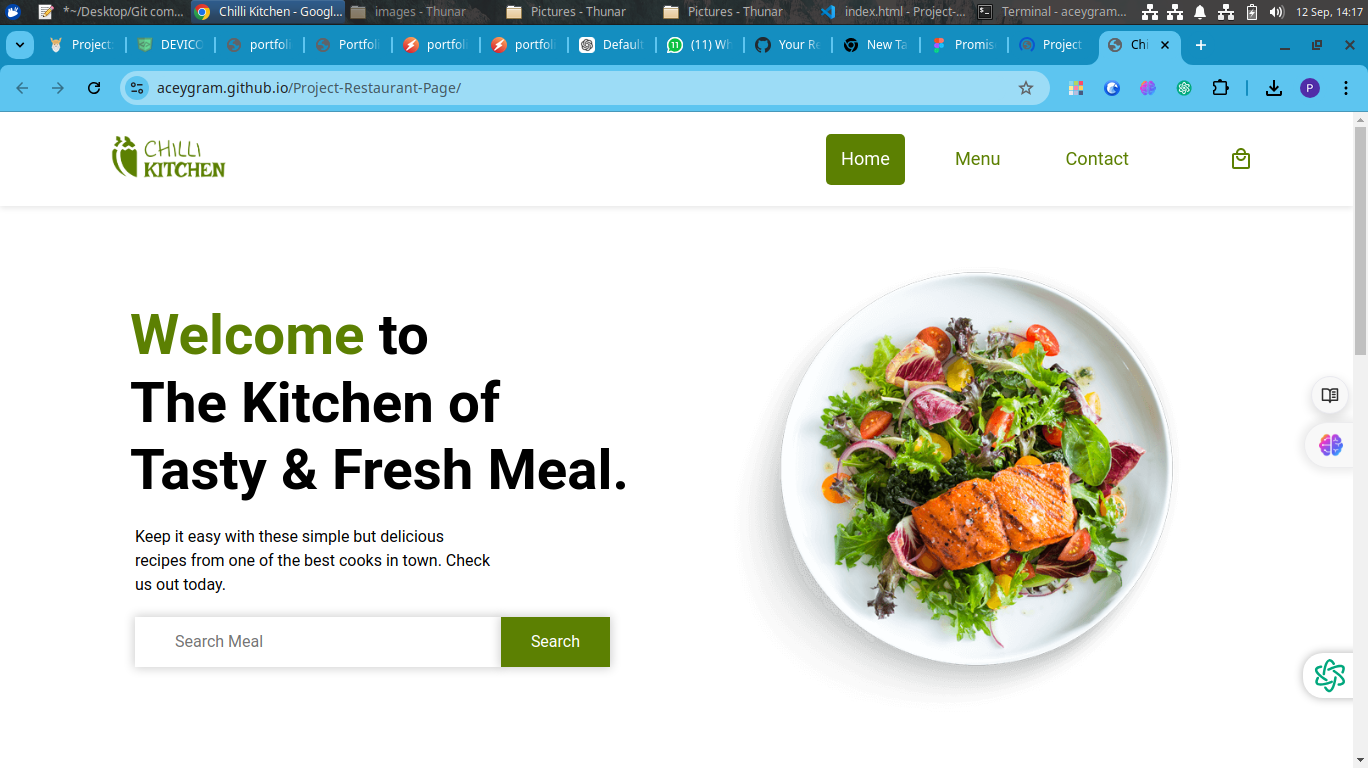 *~/Desktop/Git com...
Chilli Kitchen - Googl...
images - Thunar
Pictures - Thunar
Pictures - Thunar
index.html - Project-...
Terminal - aceygram...
12 Sep, 14:17
Project:
DEVICO
portfoli
Portfoli
portfoli
portfoli
Default
(11) Wh
Your Re
New Ta
Promis
Project
Chi
aceygram.github.io/Project-Restaurant-Page/
P
CHILLI
KITCHEN
Home
Menu
Contact
Welcome to
The Kitchen of
Tasty & Fresh Meal.
Keep it easy with these simple but delicious
recipes from one of the best cooks in town. Check
us out today.
Search Meal
Search